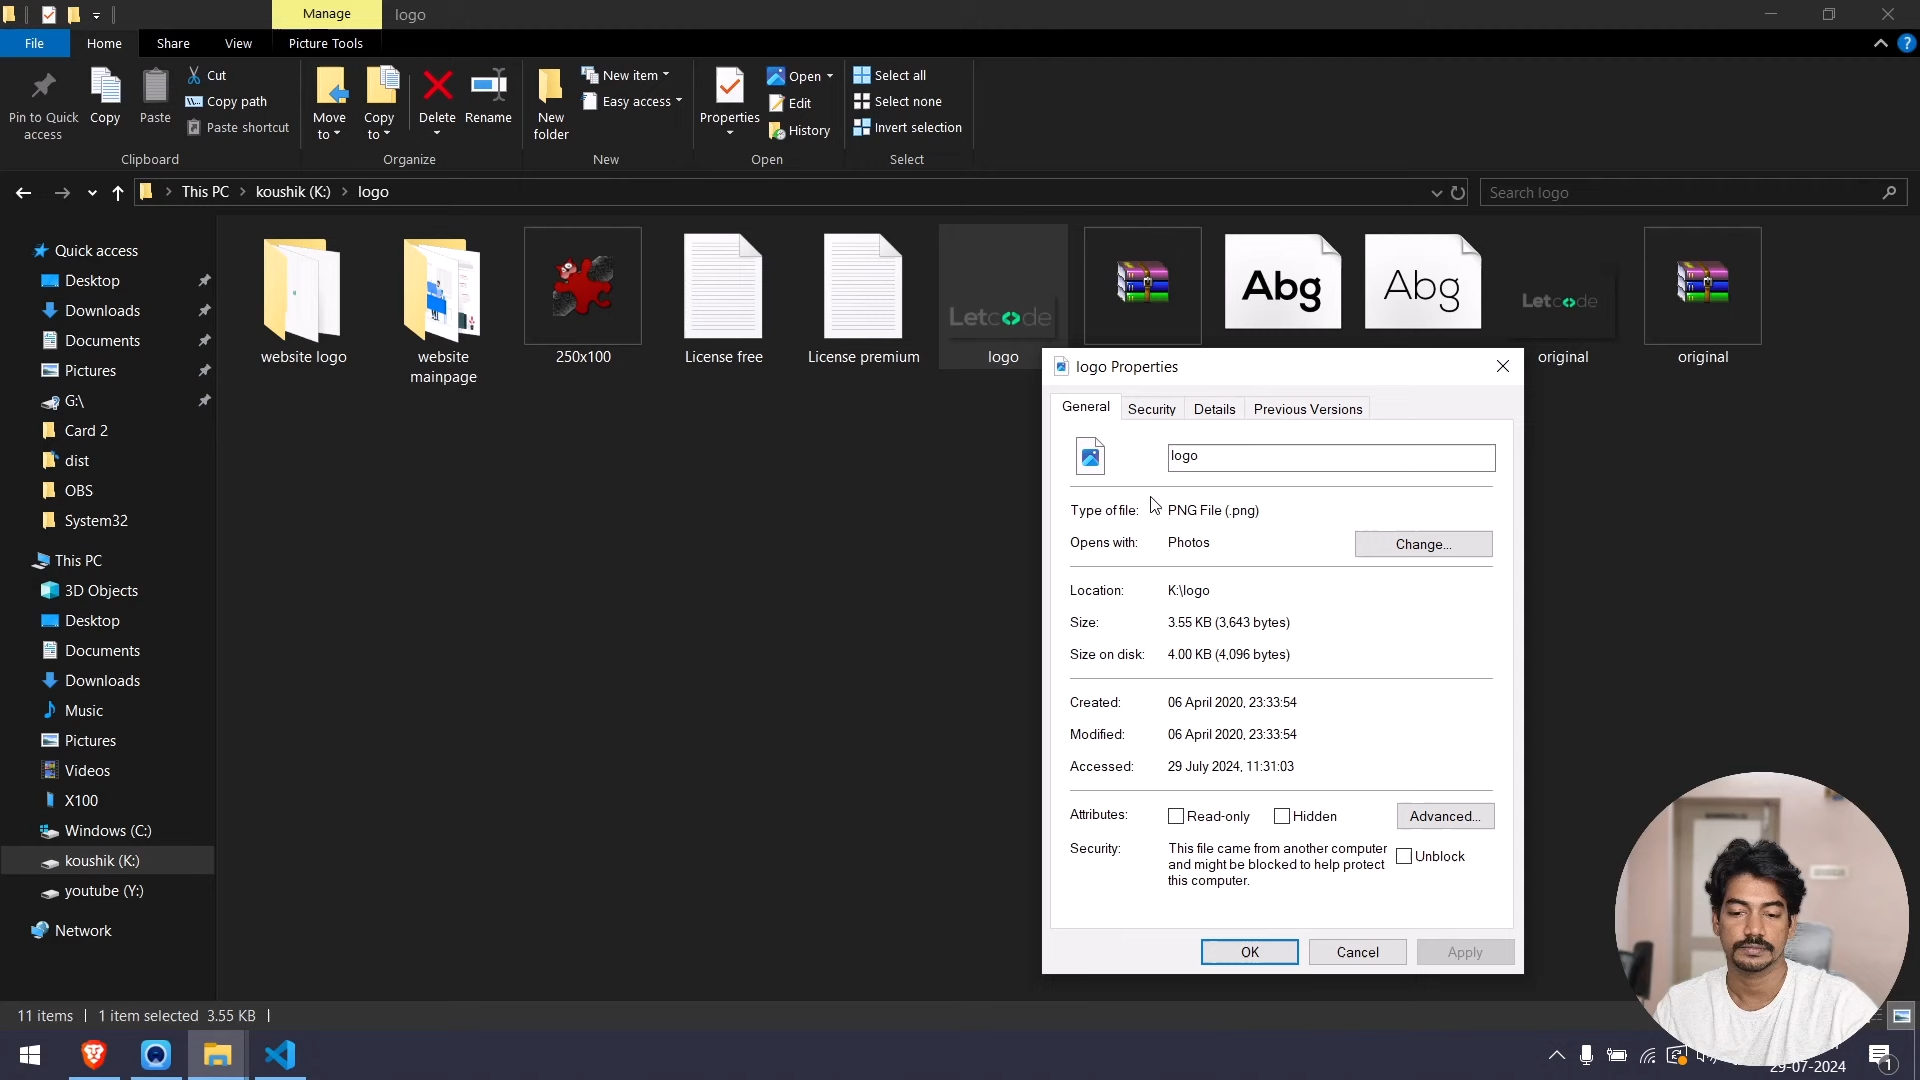 Manage
logo
File
Home
Share
View
Picture Tools
Pin to Quick
access
Copy
Paste
Cut
Copy path
Paste shortcut
Clipboard
Move
to
Copy
to
Delete
Rename
Organize
New
folder
New item
Easy access
New
Properties
Open
Edit
History
Open
Select all
Select none
Invert selection
Select
This PC
koushik (K:)
logo
Search logo
Quick access
Desktop
Downloads
Documents
Pictures
G:\
Card 2
dist
OBS
System32
This PC
3D Objects
Desktop
Documents
Downloads
Music
Pictures
Videos
X100
Windows (C:)
koushik (K:)
youtube (Y:)
Network
website logo
website
mainpage
250x100
License free
License premium
Letcode
logo
Abg
Abg
Letcode
original
original
logo Properties
General
Security
Details
Previous Versions
logo
Type of file:
PNG File (.png)
Opens with:
Photos
Change...
Location:
K:\logo
Size:
3.55 KB (3,643 bytes)
Size on disk:
4.00 KB (4,096 bytes)
Created:
06 April 2020, 23:33:54
Modified:
06 April 2020, 23:33:54
Accessed:
29 July 2024, 11:31:03
Attributes:
Read-only
Hidden
Advanced...
Security:
This file came from another computer
and might be blocked to help protect
this computer.
Unblock
OK
Cancel
Apply
11 items
1 item selected
3.55 KB
29-07-2024
1